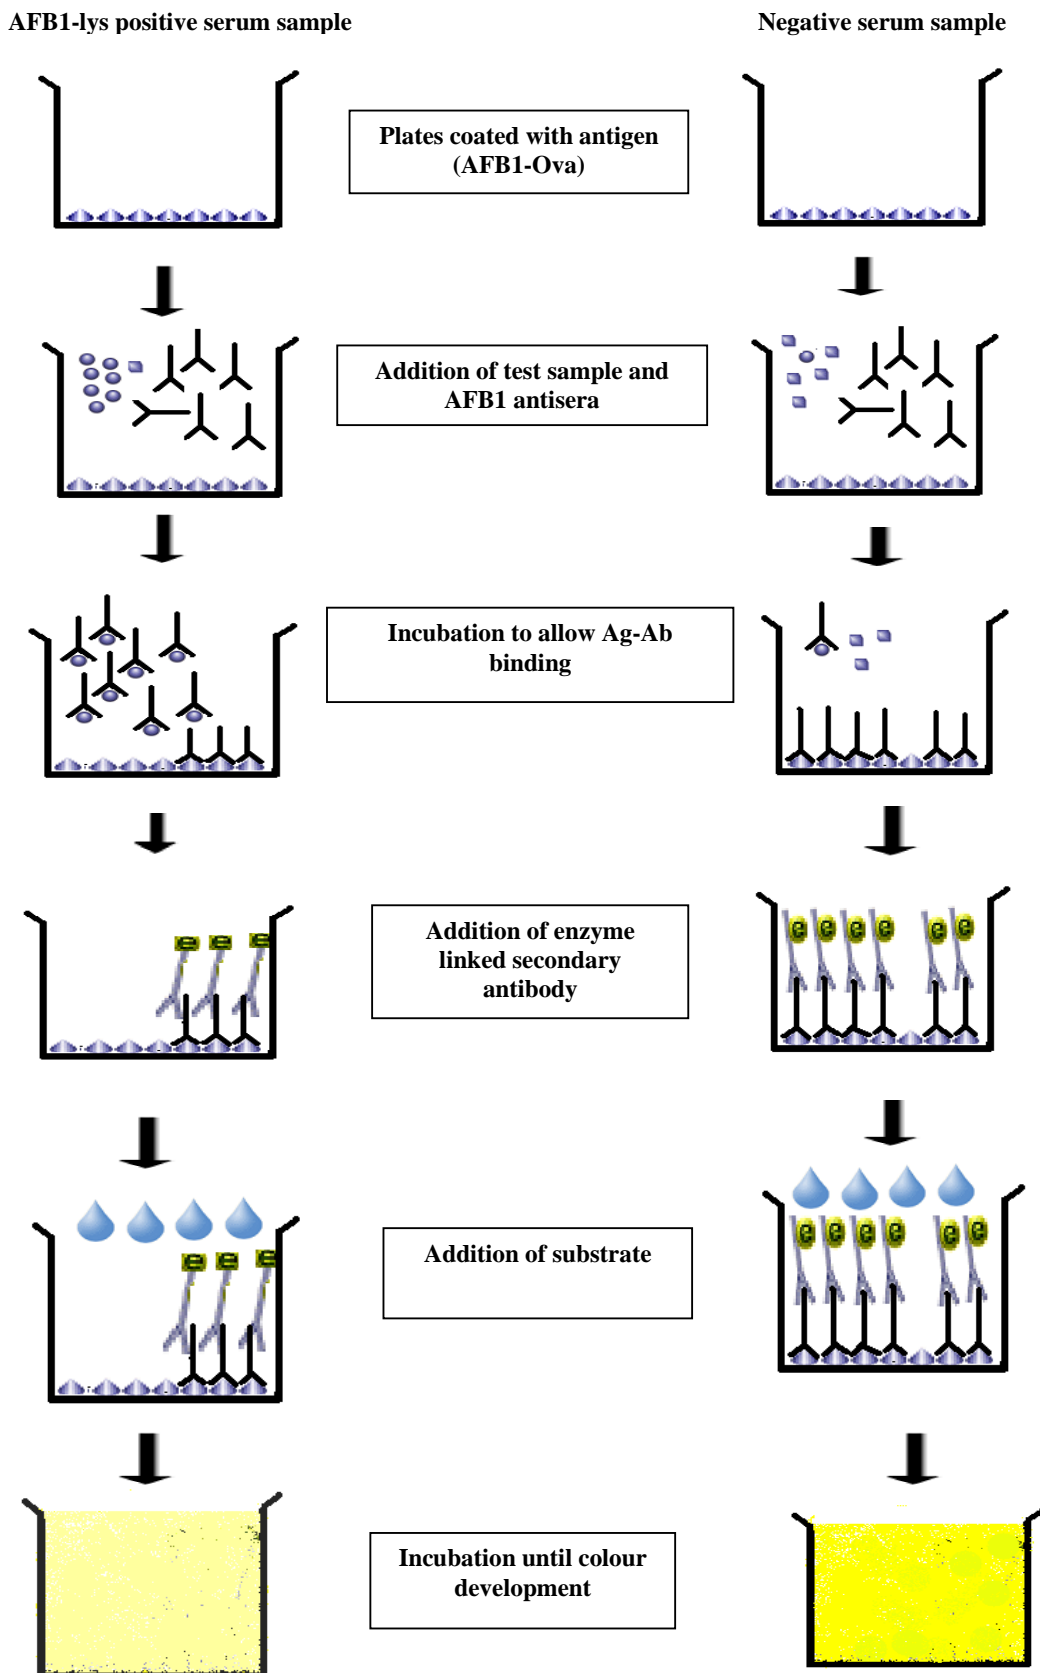 AFB1-lys positive serum sample
Negative serum sample
Plates coated with antigen
(AFB1-Ova)
Addition of test sample and
AFB1 antisera
Incubation to allow Ag-Ab
binding
e e e
e e e e e e
Addition of enzyme
linked secondary
antibody
Addition of substrate
e e e
e e e e e e
Incubation until colour
development